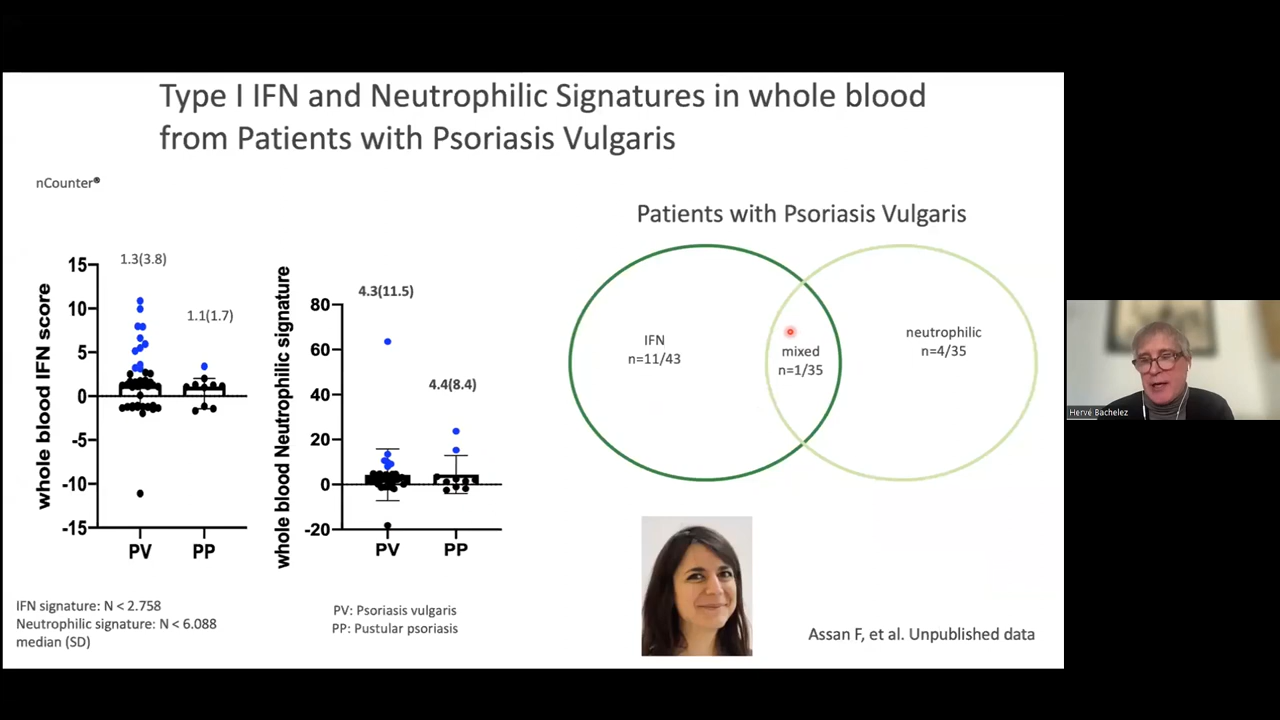 Type I IFN and Neutrophilic Signatures in whole blood
from Patients with Psoriasis Vulgaris
nCounter®
whole blood IFN score
15
10
5
0
-5
-10
-15
1.3(3.8)
1.1(1.7)
PV
PP
whole blood Neutrophilic signature
80
60
40
20
0
-20
4.3(11.5)
4.4(8.4)
PV
PP
IFN signature: N < 2.758
Neutrophilic signature: N < 6.088
median (SD)
PV: Psoriasis vulgaris
PP: Pustular psoriasis
Patients with Psoriasis Vulgaris
IFN
n=11/43
mixed
n=1/35
neutrophilic
n=4/35
Assan F, et al. Unpublished data
Hervé Bachelez